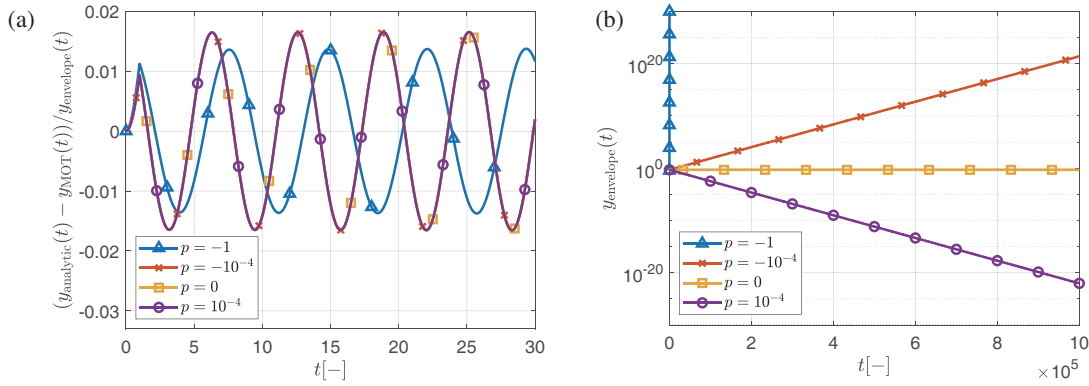 (a)
(y_analytic(t) − y_MOT(t))/y_envelope(t)
0.02
0.01
0
-0.01
-0.02
-0.03
p = −1
p = −10^−4
p = 0
p = 10^−4
0 5 10 15 20 25 30
t[−]
(b)
y_envelope(t)
10^20
10^0
10^-20
p = −1
p = −10^−4
p = 0
p = 10^−4
0 2 4 6 8 10
t[−]
×10^5